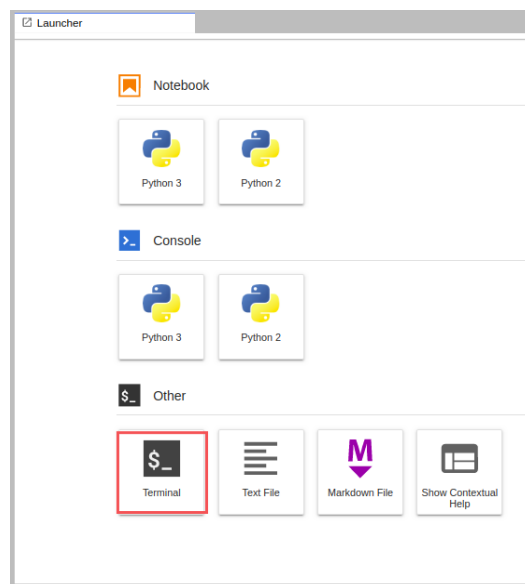 Launcher
Notebook
Python 3
Python 2
>_ Console
Python 3
Python 2
$_ Other
$_
M
Terminal
Text File
Markdown File
Show Contextual
Help